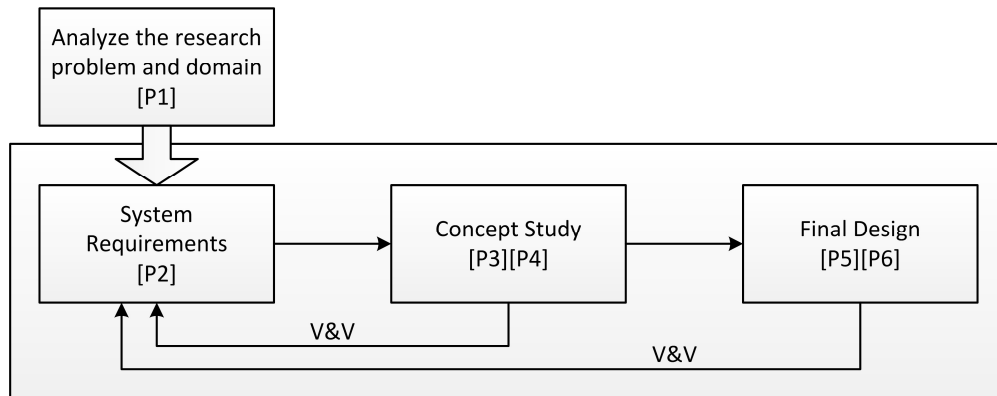 Analyze the research
problem and domain
[P1]
System
Requirements
[P2]
Concept Study
[P3][P4]
Final Design
[P5][P6]
V&V
V&V